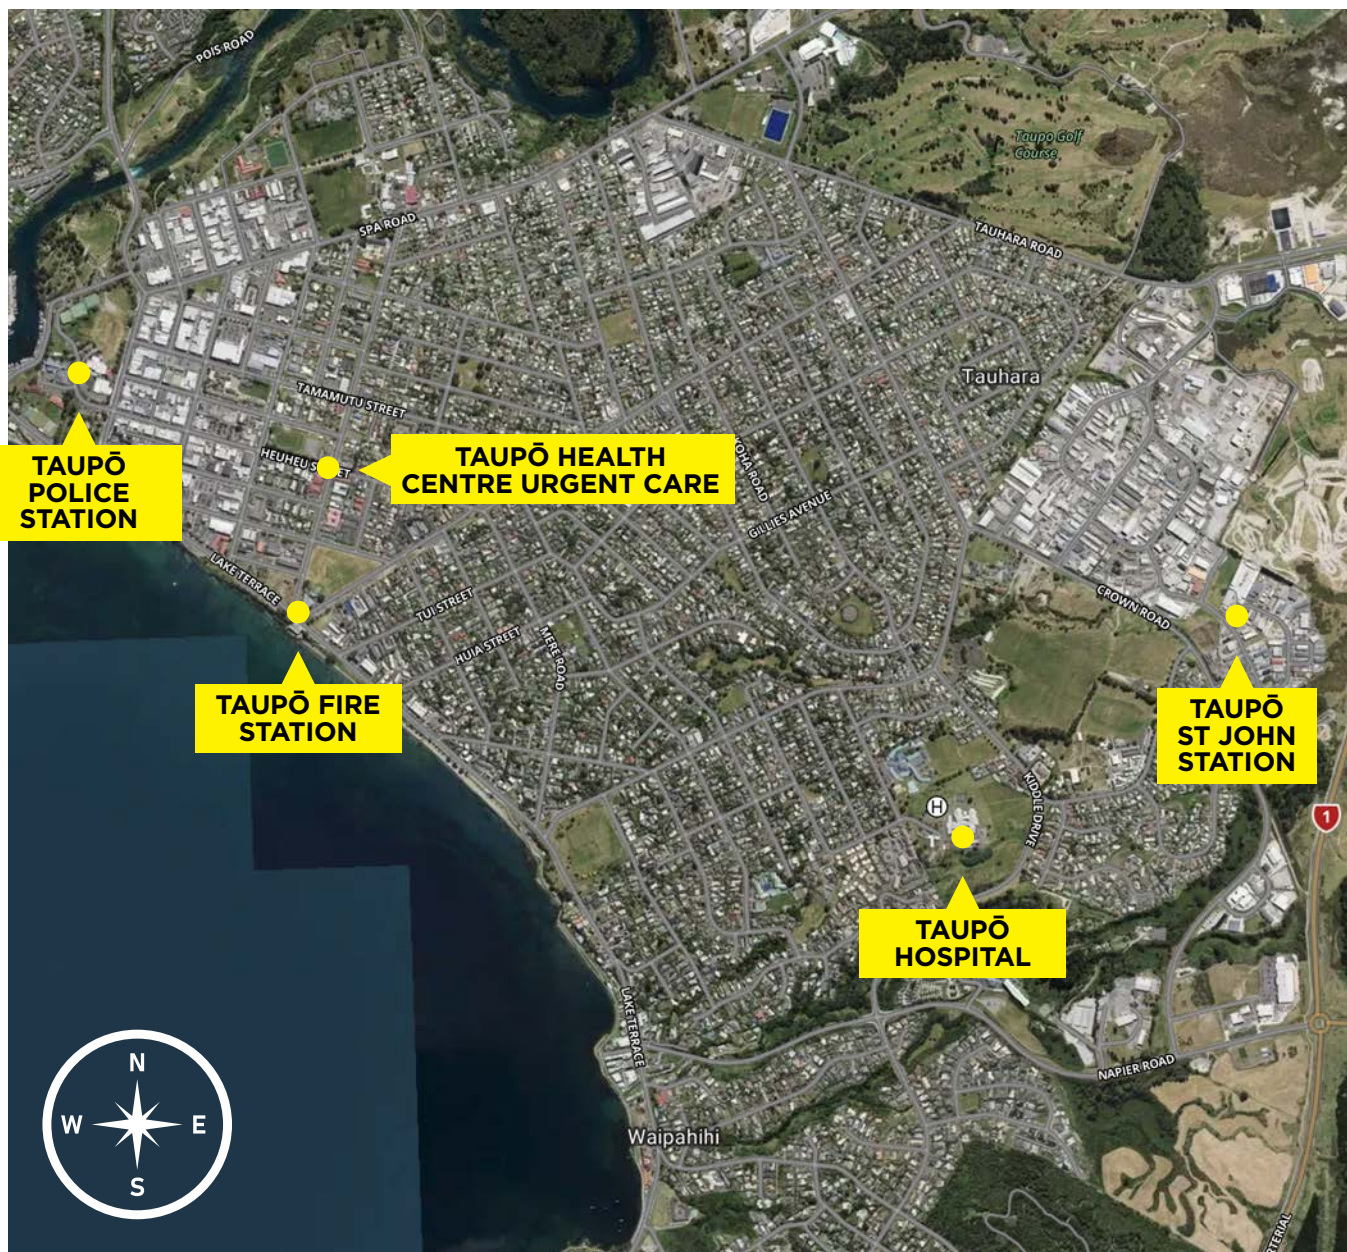 POIS ROAD
Taupo Golf
Course
SPA ROAD
TAUHARA ROAD
Tauhara
TAMAMUTU STREET
HEUHEU
ET
TAUPŌ HEALTH
CENTRE URGENT CARE
TAUPŌ
POLICE
STATION
GILLIES AVENUE
LAKE TERRACE
TUI STREET
HUIA STREET
MERE ROAD
CROWN ROAD
TAUPŌ FIRE
STATION
TAUPŌ
ST JOHN
STATION
KIDDLE DRIVE
H
1
TAUPŌ
HOSPITAL
LAKE TERRACE
NAPIER ROAD
Waipahihi
N
W
E
S